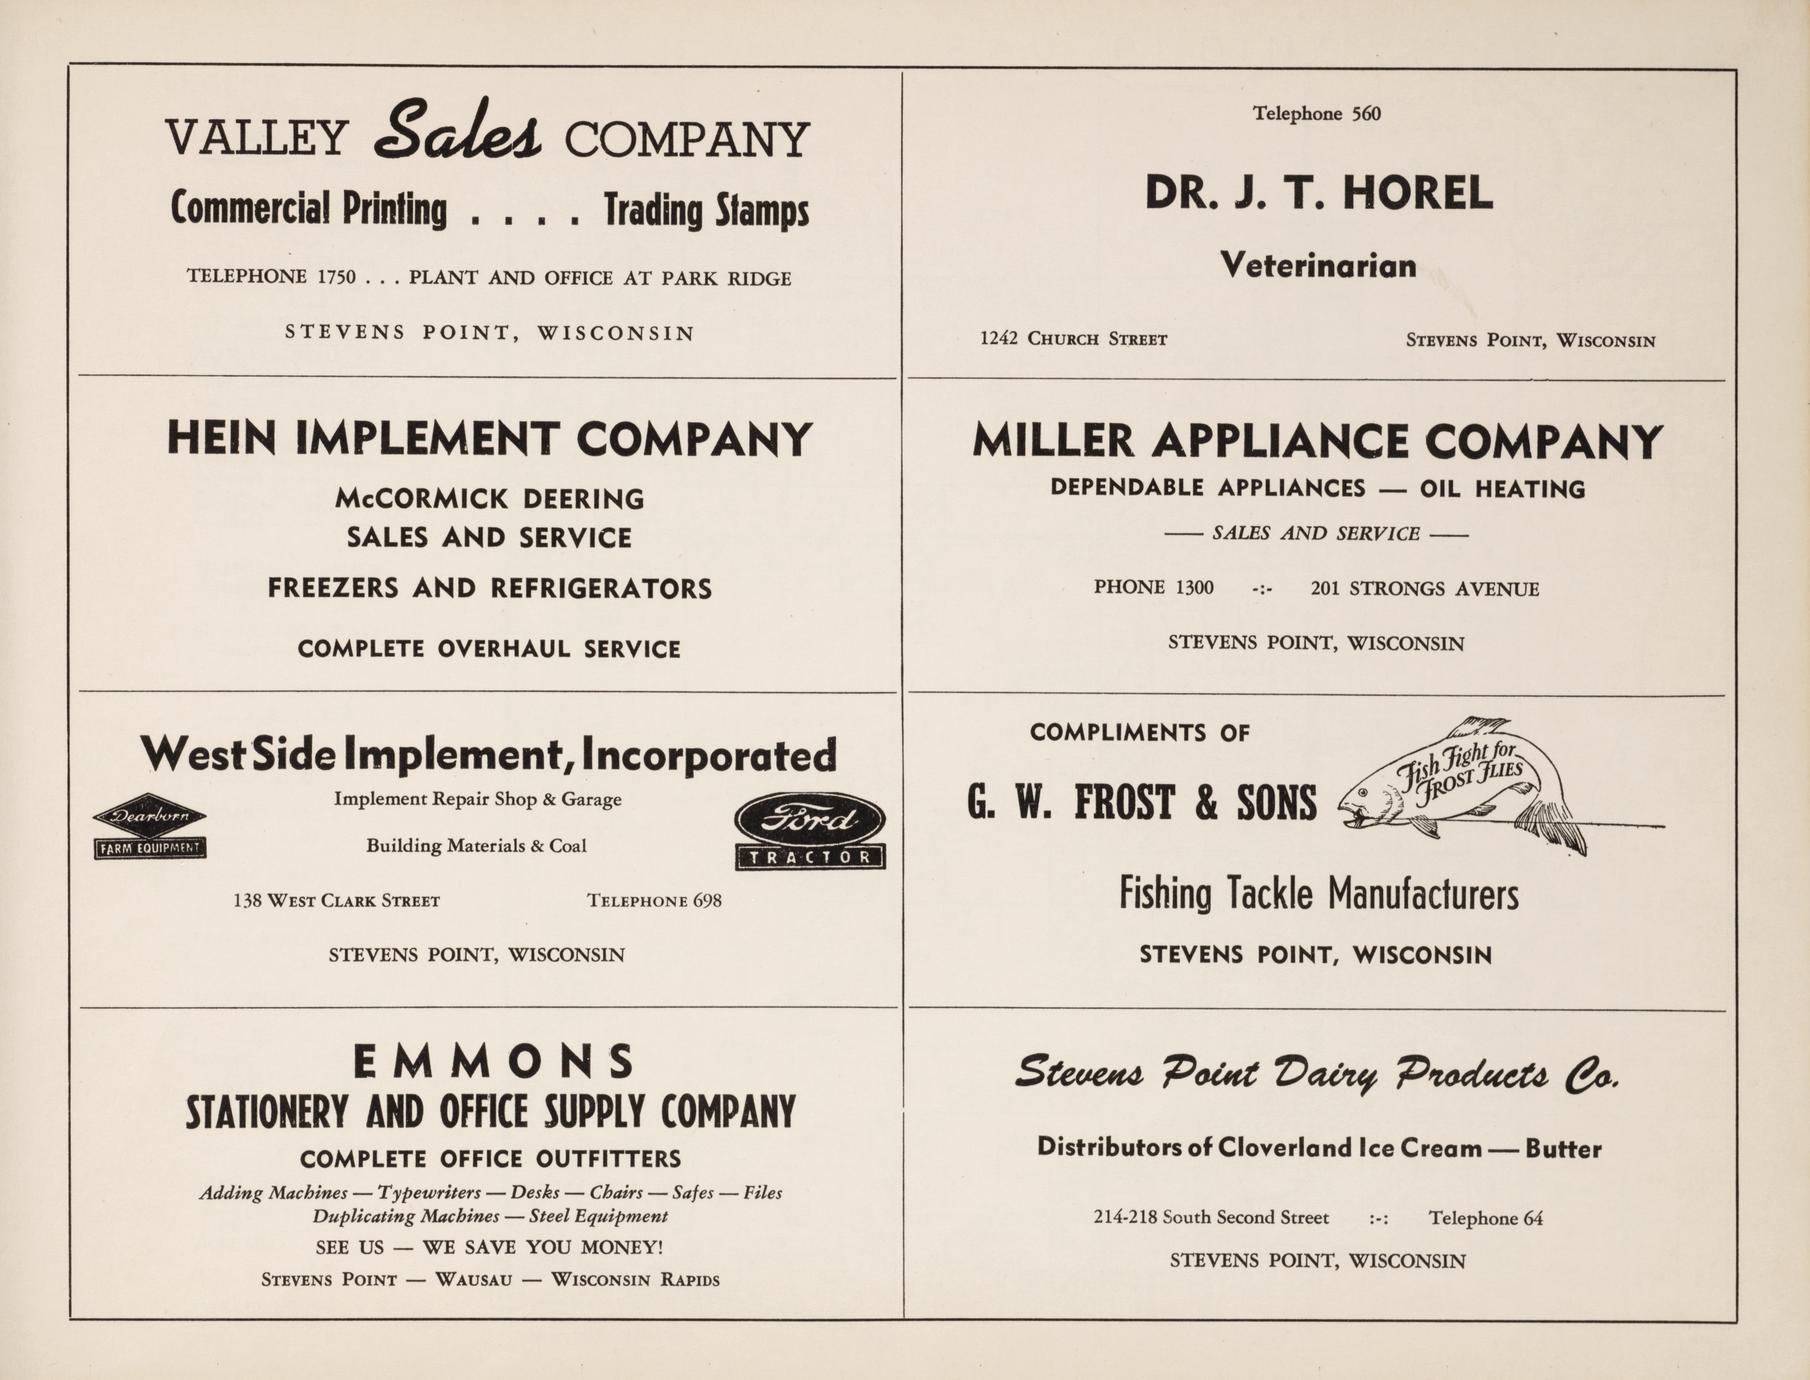 VALLEY Sales COMPANY
Commercial Printing . . . . Trading Stamps
TELEPHONE 1750 . . . PLANT AND OFFICE AT PARK RIDGE
STEVENS POINT, WISCONSIN
Telephone 560
DR. J. T. HOREL
Veterinarian
1242 CHURCH STREET STEVENS POINT, WISCONSIN
HEIN IMPLEMENT COMPANY
McCORMICK DEERING
SALES AND SERVICE
FREEZERS AND REFRIGERATORS
COMPLETE OVERHAUL SERVICE
MILLER APPLIANCE COMPANY
DEPENDABLE APPLIANCES — OIL HEATING
— SALES AND SERVICE —
PHONE 1300 -:- 201 STRONGS AVENUE
STEVENS POINT, WISCONSIN
West Side Implement, Incorporated
Dearborn
FARM EQUIPMENT
Implement Repair Shop & Garage
Building Materials & Coal
Ford
TRACTOR
138 WEST CLARK STREET TELEPHONE 698
STEVENS POINT, WISCONSIN
COMPLIMENTS OF
G. W. FROST & SONS
Fish Fight for
FROST FLIES
Fishing Tackle Manufacturers
STEVENS POINT, WISCONSIN
EMMONS
STATIONERY AND OFFICE SUPPLY COMPANY
COMPLETE OFFICE OUTFITTERS
Adding Machines — Typewriters — Desks — Chairs — Safes — Files
Duplicating Machines — Steel Equipment
SEE US — WE SAVE YOU MONEY!
STEVENS POINT — WAUSAU — WISCONSIN RAPIDS
Stevens Point Dairy Products Co.
Distributors of Cloverland Ice Cream — Butter
214-218 South Second Street :-: Telephone 64
STEVENS POINT, WISCONSIN